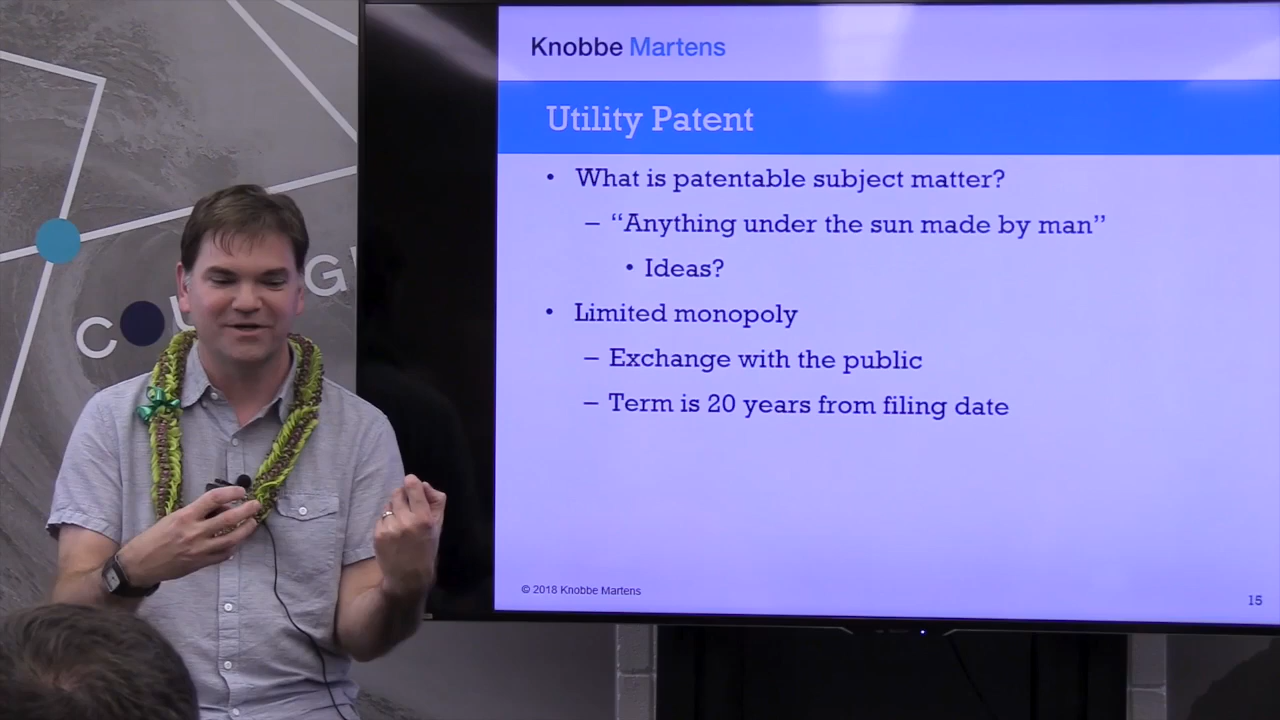 Knobbe Martens
Utility Patent
• What is patentable subject matter?
– “Anything under the sun made by man”
• Ideas?
• Limited monopoly
– Exchange with the public
– Term is 20 years from filing date
© 2018 Knobbe Martens
15